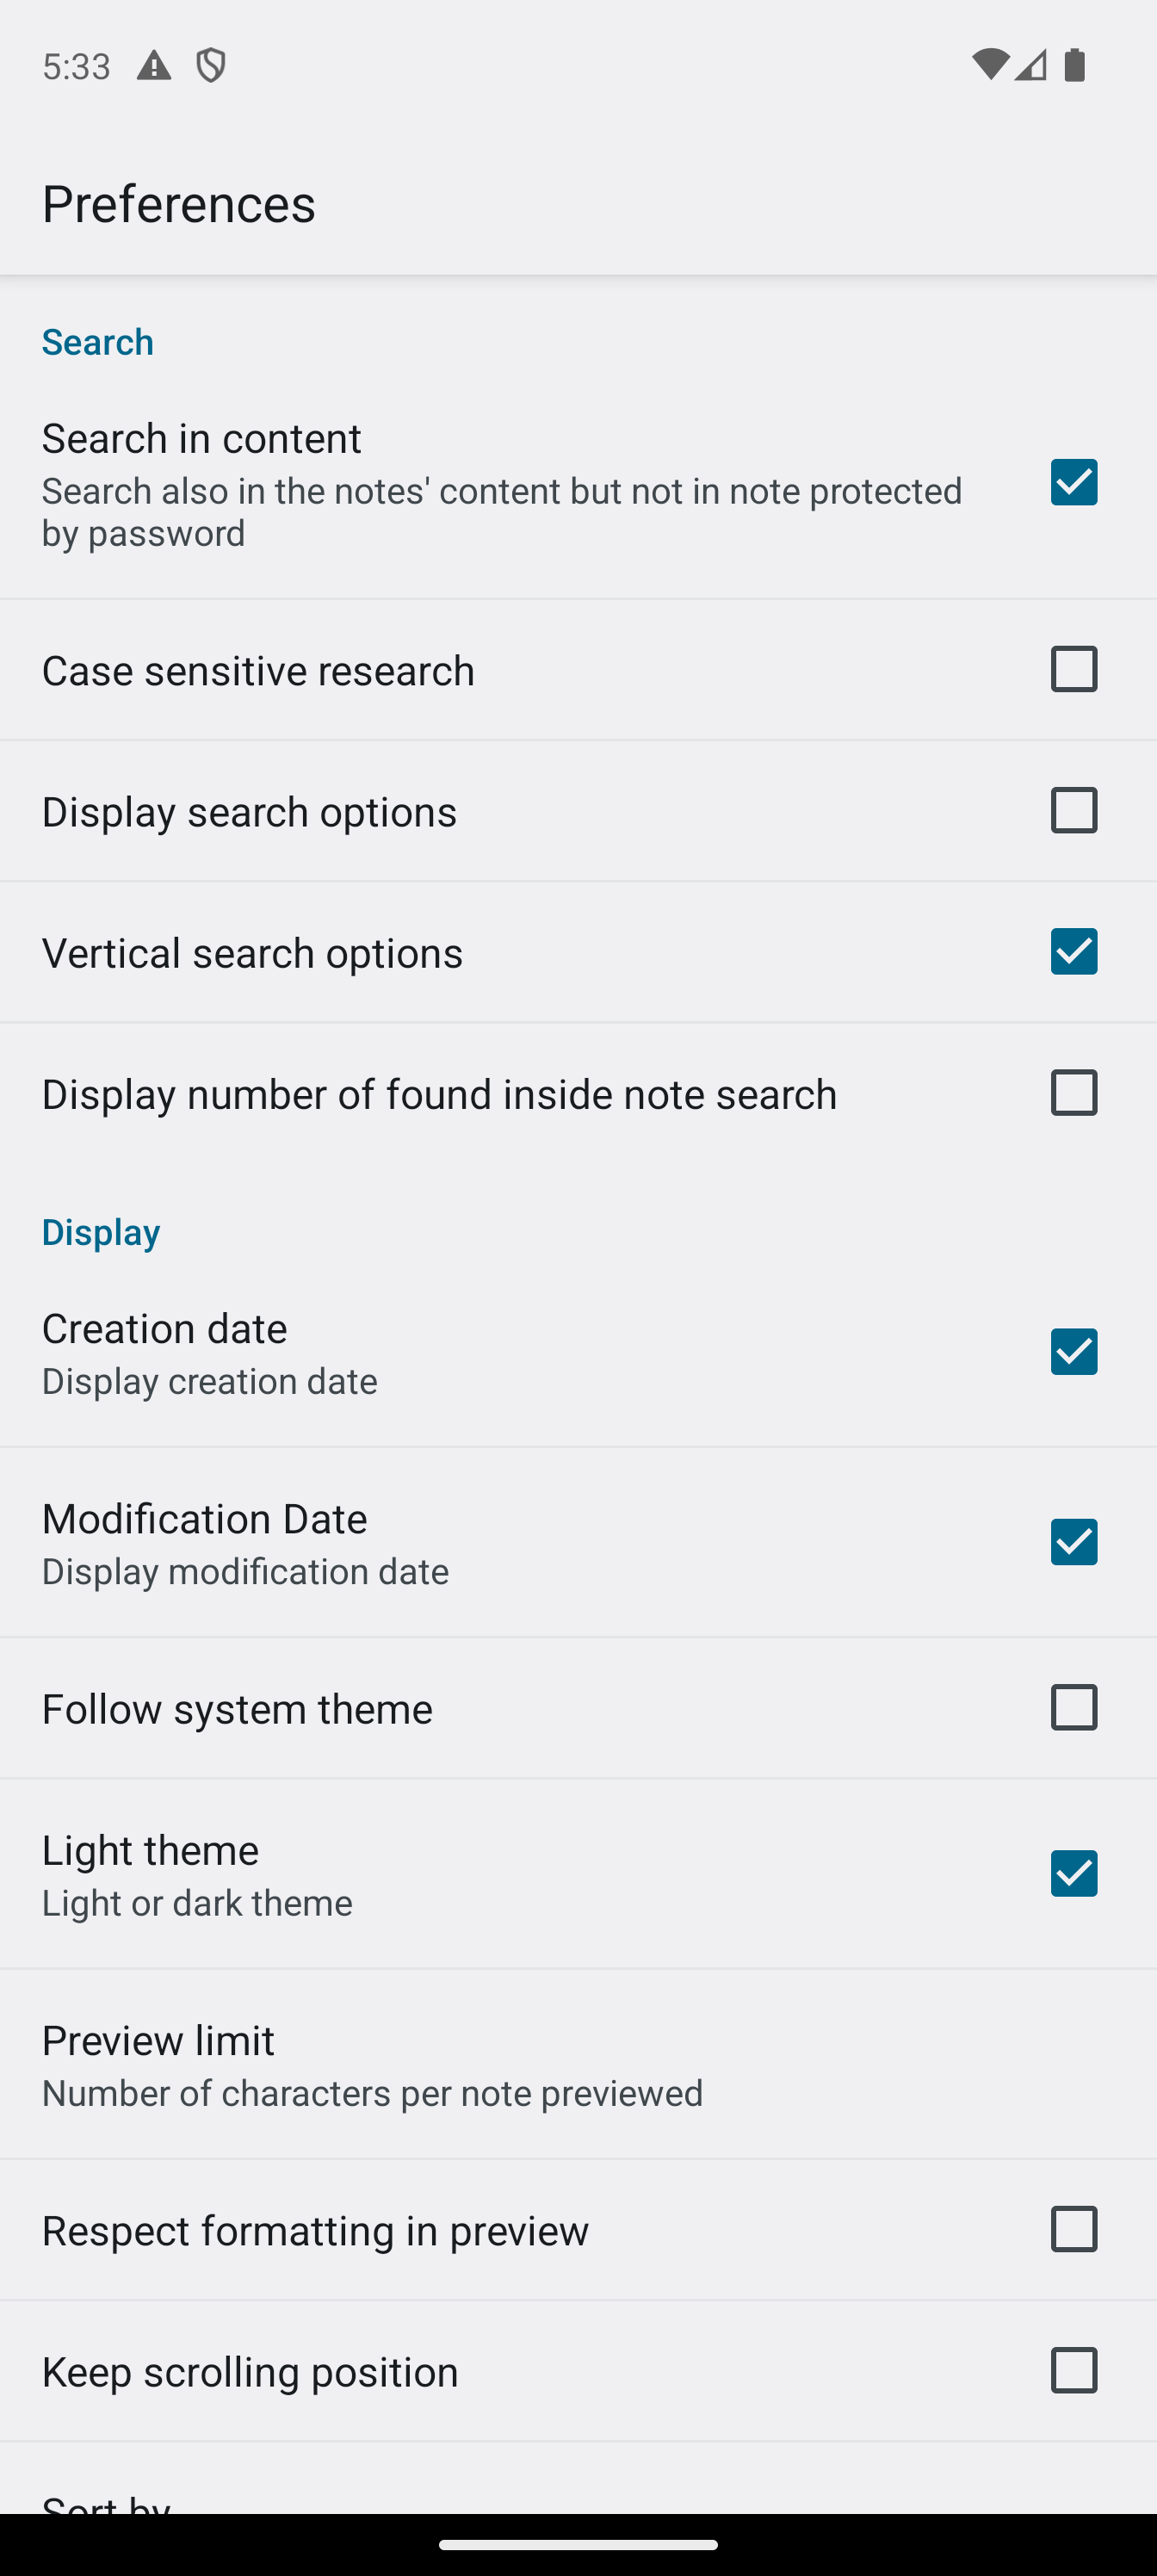 5:33
Preferences
Search
Search in content
Search also in the notes' content but not in note protected
by password
Case sensitive research
Display search options
Vertical search options
Display number of found inside note search
Display
Creation date
Display creation date
Modification Date
Display modification date
Follow system theme
Light theme
Light or dark theme
Preview limit
Number of characters per note previewed
Respect formatting in preview
Keep scrolling position
Sort by